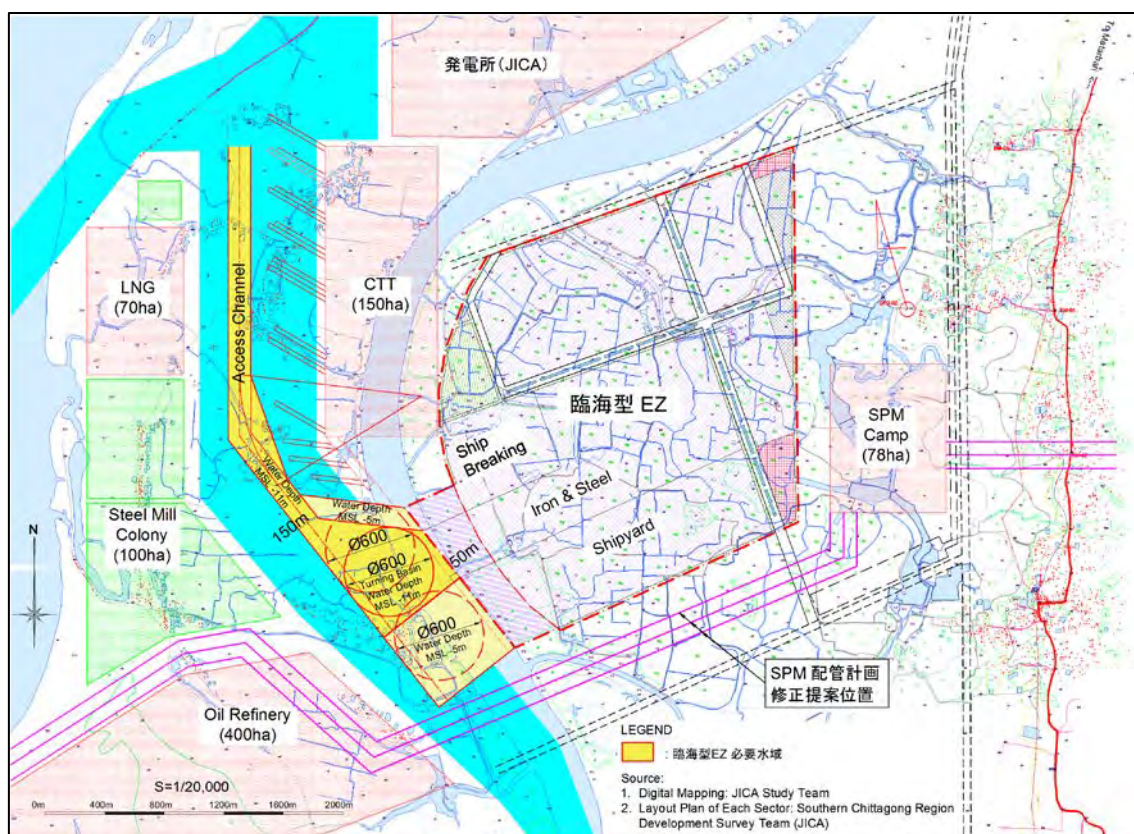 発電所(JICA)
To Matarbari
LNG
(70ha)
Access Channel
CTT
(150ha)
臨海型 EZ
SPM
Camp
(78ha)
Ship
Breaking
Iron & Steel
Shipyard
Water Depth
MSL -11m
150m
Water Depth
MSL -5m
50m
Steel Mill
Colony
(100ha)
Ø600
Ø600
Turning Basin
Water Depth
MSL -11m
Ø600
Water Depth
MSL -5m
N
SPM 配管計画
修正提案位置
Oil Refinery
(400ha)
LEGEND
: 臨海型EZ 必要水域
Source:
1. Digital Mapping: JICA Study Team
2. Layout Plan of Each Sector: Southern Chittagong Region
Development Survey Team (JICA)
S=1/20,000
0m 400m 800m 1200m 1600m 2000m